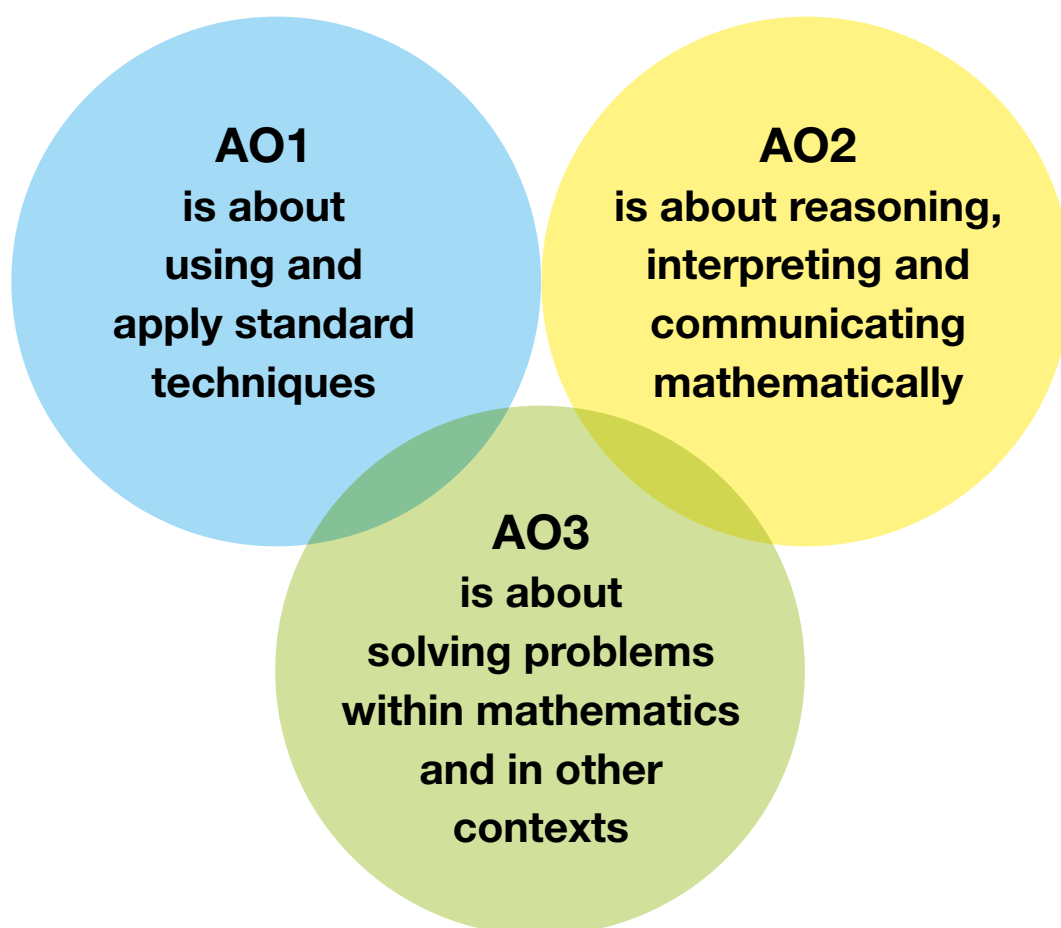 AO1
is about
using and
apply standard
techniques
AO2
is about reasoning,
interpreting and
communicating
mathematically
AO3
is about
solving problems
within mathematics
and in other
contexts